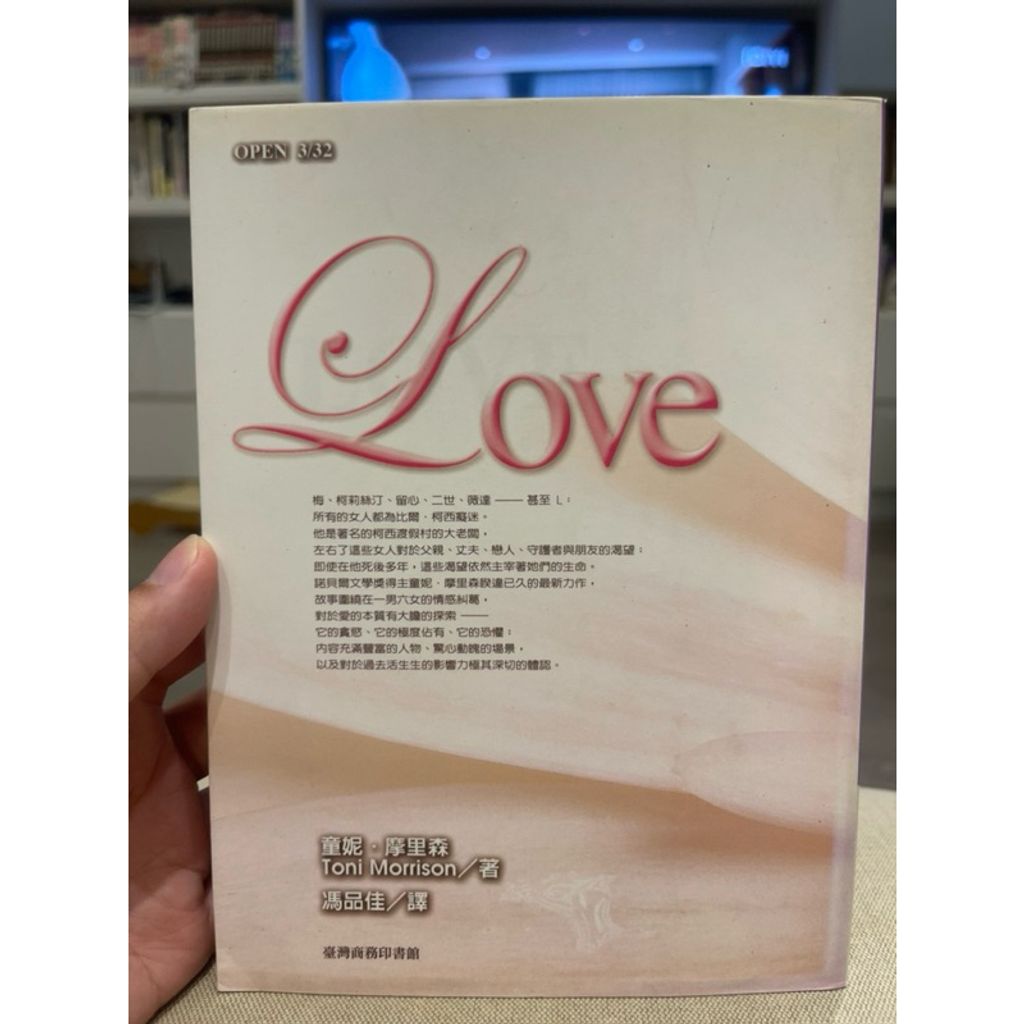 OPEN 3/32
Love
梅、柯莉絲汀、留心、二世、薇達 —— 甚至 L：
所有的女人都為比爾．柯西癡迷。
他是著名的柯西渡假村的大老闆，
左右了這些女人對於父親、丈夫、戀人、守護者與朋友的渴望；
即使在他死後多年，這些渴望依然主宰著她們的生命。
諾貝爾文學獎得主童妮．摩里森睽違已久的最新力作，
故事圍繞在一男六女的情感糾葛，
對於愛的本質有大膽的探索 ——
它的貪慾、它的極度佔有、它的恐懼；
內容充滿豐富的人物、驚心動魄的場景，
以及對於過去活生生的影響力極其深切的體認。
童妮．摩里森
Toni Morrison／著
馮品佳／譯
臺灣商務印書館